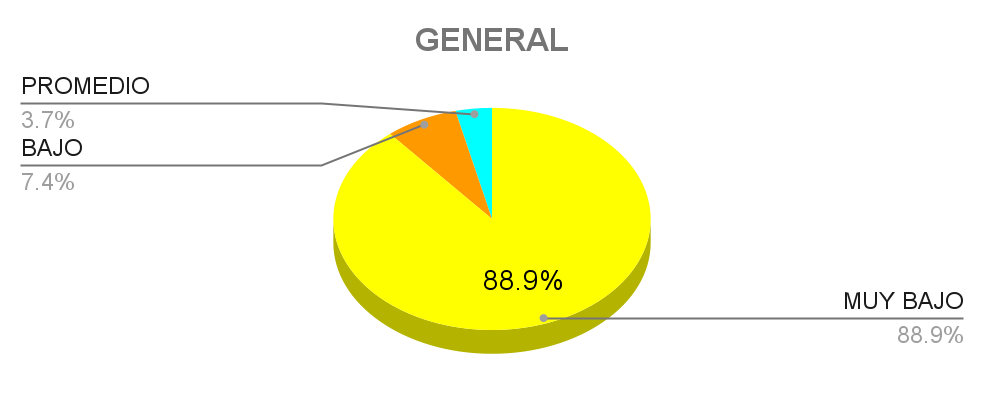 GENERAL
PROMEDIO
3.7%
BAJO
7.4%
88.9%
MUY BAJO
88.9%